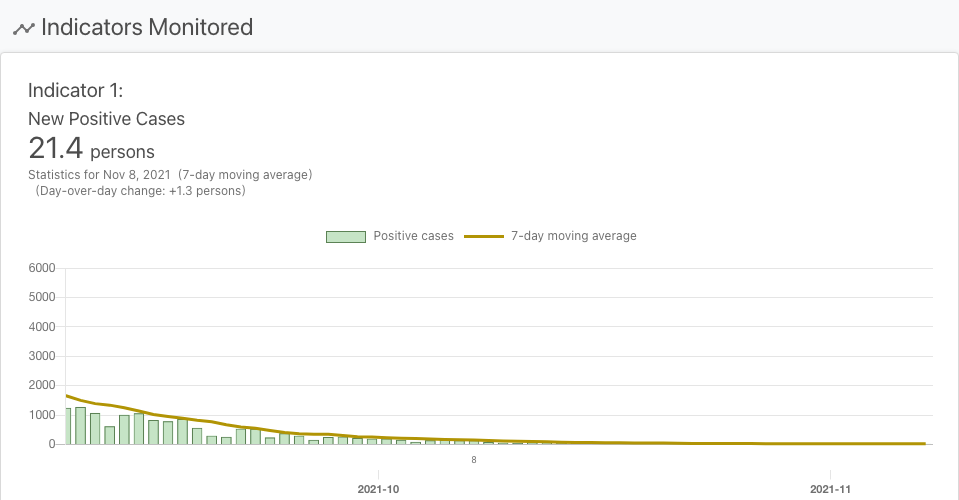 Indicators Monitored
Indicator 1:
New Positive Cases
21.4 persons
Statistics for Nov 8, 2021 (7-day moving average)
(Day-over-day change: +1.3 persons)
Positive cases 7-day moving average
6000
5000
4000
3000
2000
1000
0
8
2021-10 2021-11